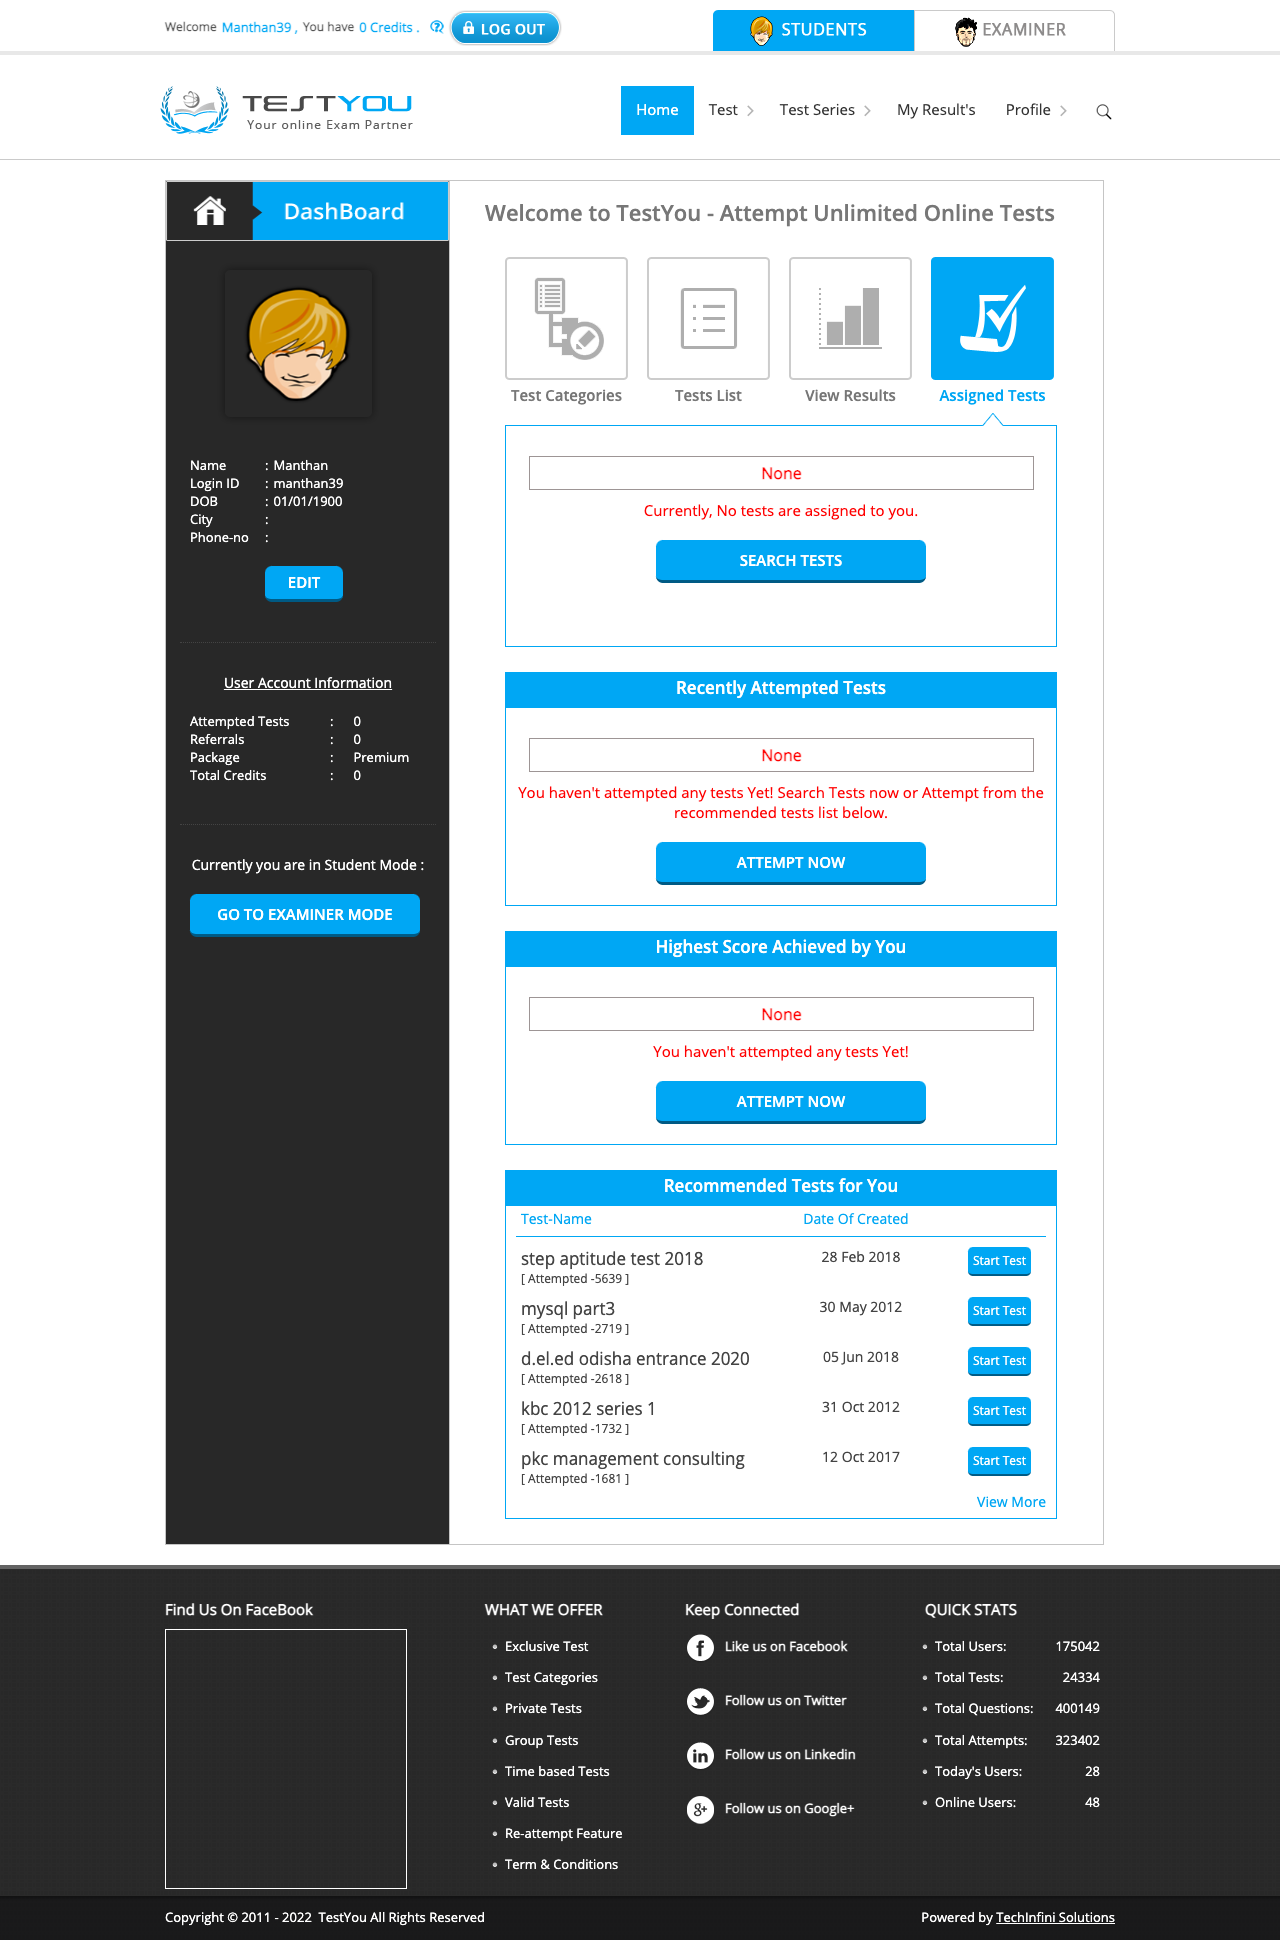 Welcome Manthan39 , You have 0 Credits . LOG OUT
STUDENTS
EXAMINER
TESTYOU
Your online Exam Partner
Home Test Test Series My Result's Profile
DashBoard
Name : Manthan
Login ID : manthan39
DOB : 01/01/1900
City :
Phone-no :
EDIT
User Account Information
Attempted Tests : 0
Referrals : 0
Package : Premium
Total Credits : 0
Currently you are in Student Mode :
GO TO EXAMINER MODE
Welcome to TestYou - Attempt Unlimited Online Tests
Test Categories Tests List View Results Assigned Tests
None
Currently, No tests are assigned to you.
SEARCH TESTS
Recently Attempted Tests
None
You haven't attempted any tests Yet! Search Tests now or Attempt from the
recommended tests list below.
ATTEMPT NOW
Highest Score Achieved by You
None
You haven't attempted any tests Yet!
ATTEMPT NOW
Recommended Tests for You
Test-Name Date Of Created
step aptitude test 2018 28 Feb 2018 Start Test
[ Attempted -5639 ]
mysql part3 30 May 2012 Start Test
[ Attempted -2719 ]
d.el.ed odisha entrance 2020 05 Jun 2018 Start Test
[ Attempted -2618 ]
kbc 2012 series 1 31 Oct 2012 Start Test
[ Attempted -1732 ]
pkc management consulting 12 Oct 2017 Start Test
[ Attempted -1681 ]
View More
Find Us On FaceBook
WHAT WE OFFER
Exclusive Test
Test Categories
Private Tests
Group Tests
Time based Tests
Valid Tests
Re-attempt Feature
Term & Conditions
Keep Connected
Like us on Facebook
Follow us on Twitter
Follow us on Linkedin
Follow us on Google+
QUICK STATS
Total Users: 175042
Total Tests: 24334
Total Questions: 400149
Total Attempts: 323402
Today's Users: 28
Online Users: 48
Copyright © 2011 - 2022 TestYou All Rights Reserved
Powered by TechInfini Solutions